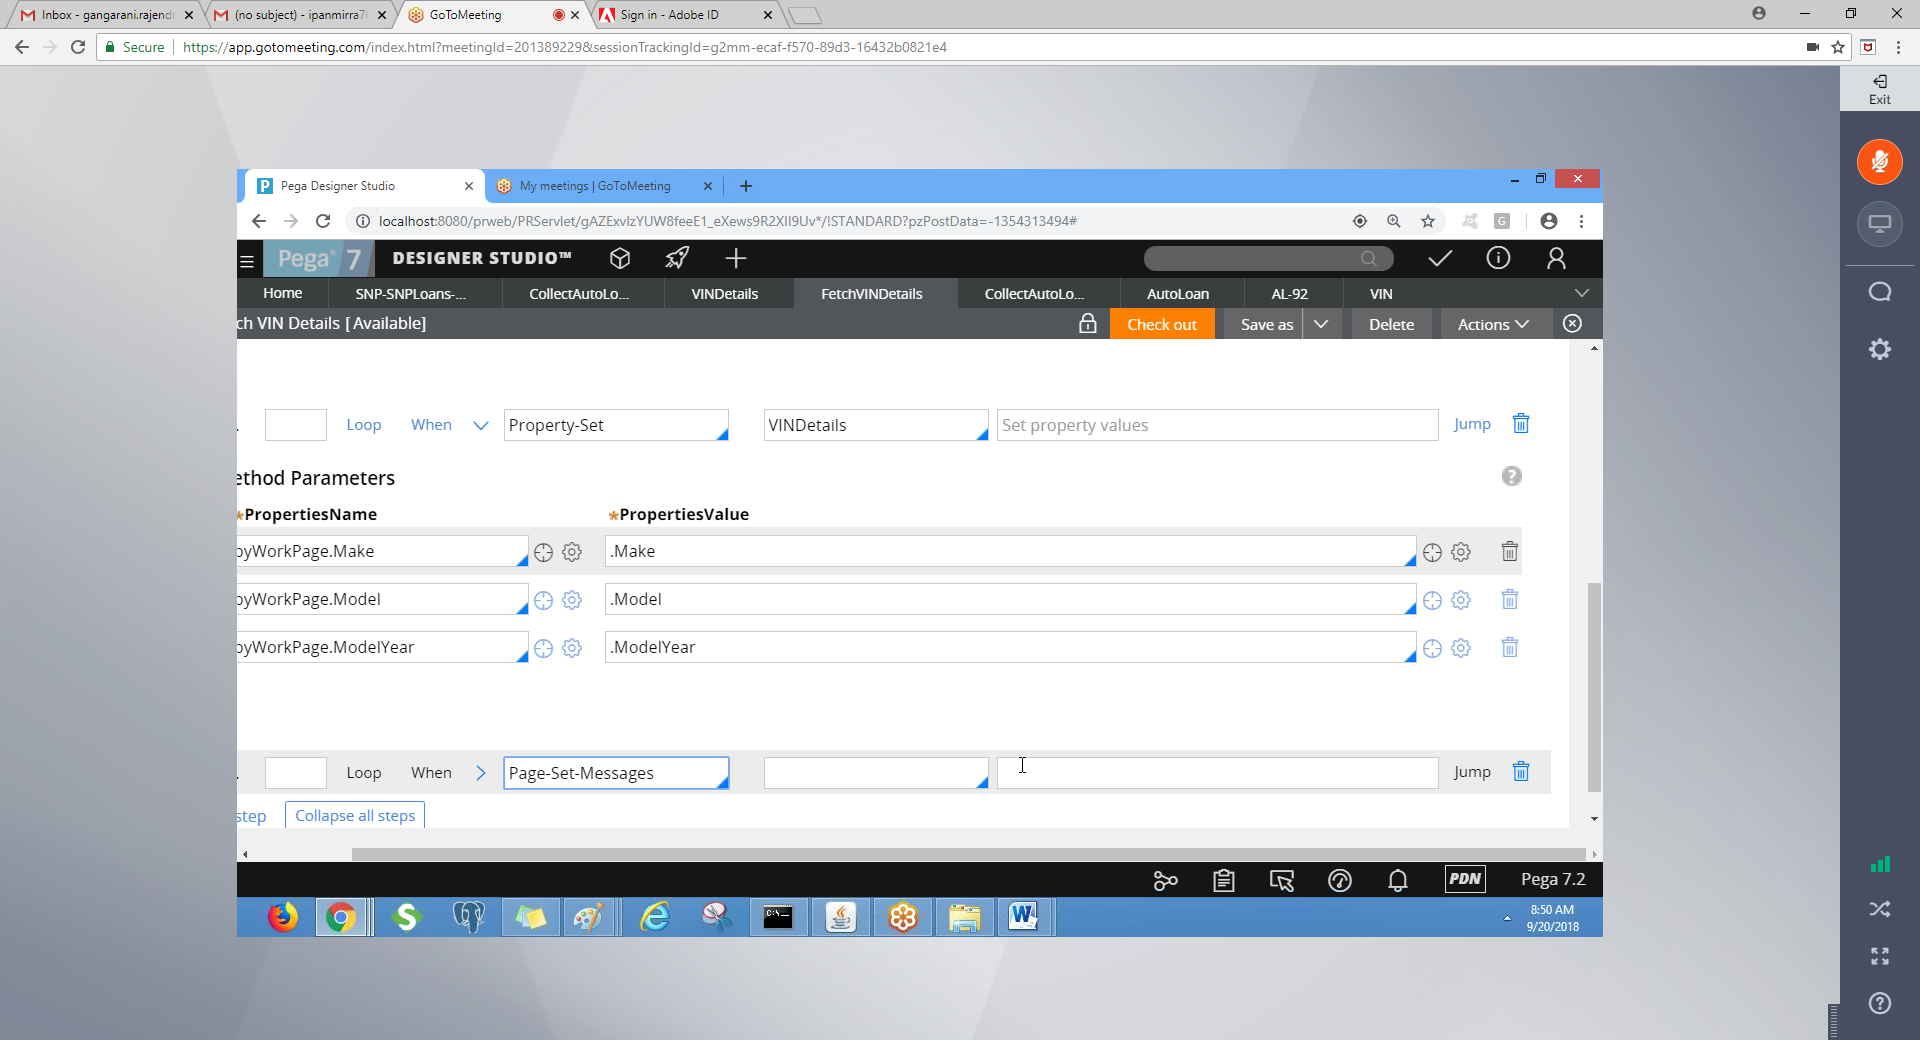 Inbox - gangarani.rajend
(no subject) - ipanmirra70
GoToMeeting
Sign in - Adobe ID
Secure
https://app.gotomeeting.com/index.html?meetingId=201389229&sessionTrackingId=g2mm-ecaf-f570-89d3-16432b0821e4
Exit
Pega Designer Studio
My meetings | GoToMeeting
localhost:8080/prweb/PRServlet/gAZExvlzYUW8feeE1_eXews9R2XII9Uv*/!STANDARD?pzPostData=-1354313494#
Pega 7
DESIGNER STUDIO™
Home
SNP-SNPLoans-...
CollectAutoLo...
VINDetails
FetchVINDetails
CollectAutoLo...
AutoLoan
AL-92
VIN
ch VIN Details [ Available]
Check out
Save as
Delete
Actions
Loop
When
Property-Set
VINDetails
Set property values
Jump
ethod Parameters
*PropertiesName
*PropertiesValue
pyWorkPage.Make
.Make
pyWorkPage.Model
.Model
pyWorkPage.ModelYear
.ModelYear
Loop
When
Page-Set-Messages
Jump
step
Collapse all steps
PDN
Pega 7.2
8:50 AM
9/20/2018